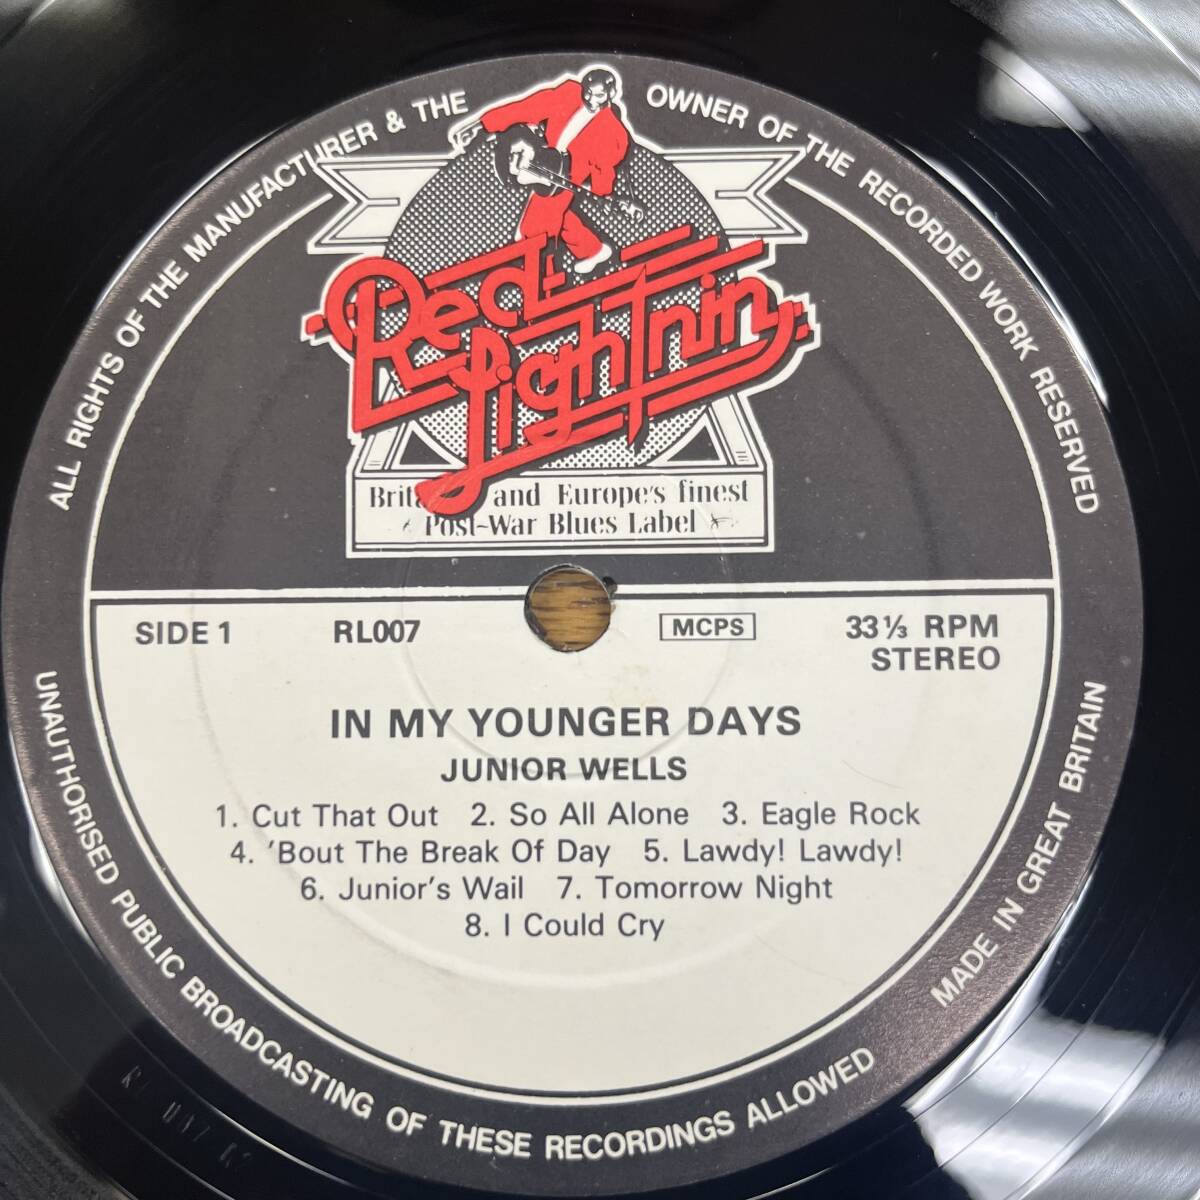 ALL RIGHTS OF THE MANUFACTURER & THE OWNER OF THE RECORDED WORK RESERVED
Red Lightnin'
and Europe's finest
Post-War Blues Label
SIDE 1 RL007 MCPS 33 1/3 RPM
STEREO
IN MY YOUNGER DAYS
JUNIOR WELLS
1. Cut That Out 2. So All Alone 3. Eagle Rock
4. 'Bout The Break Of Day 5. Lawdy! Lawdy!
6. Junior's Wail 7. Tomorrow Night
8. I Could Cry
UNAUTHORISED PUBLIC BROADCASTING OF THESE RECORDINGS ALLOWED
MADE IN GREAT BRITAIN